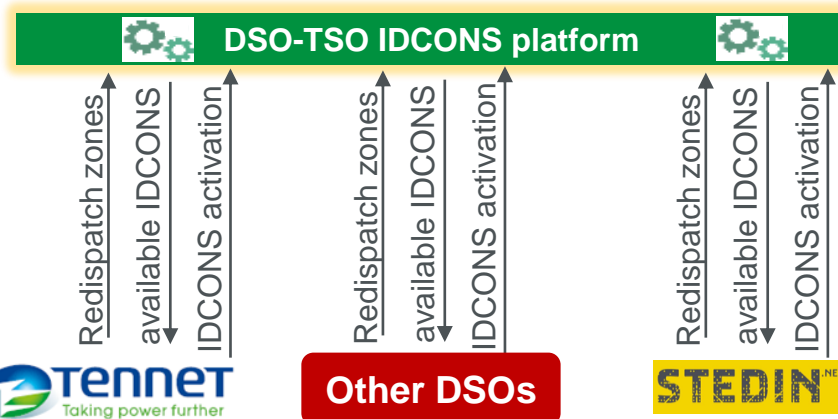 DSO-TSO IDCONS platform
Redispatch zones
available IDCONS
IDCONS activation
Redispatch zones
available IDCONS
IDCONS activation
Redispatch zones
available IDCONS
IDCONS activation
TenneT
Taking power further
Other DSOs
STEDIN.NET